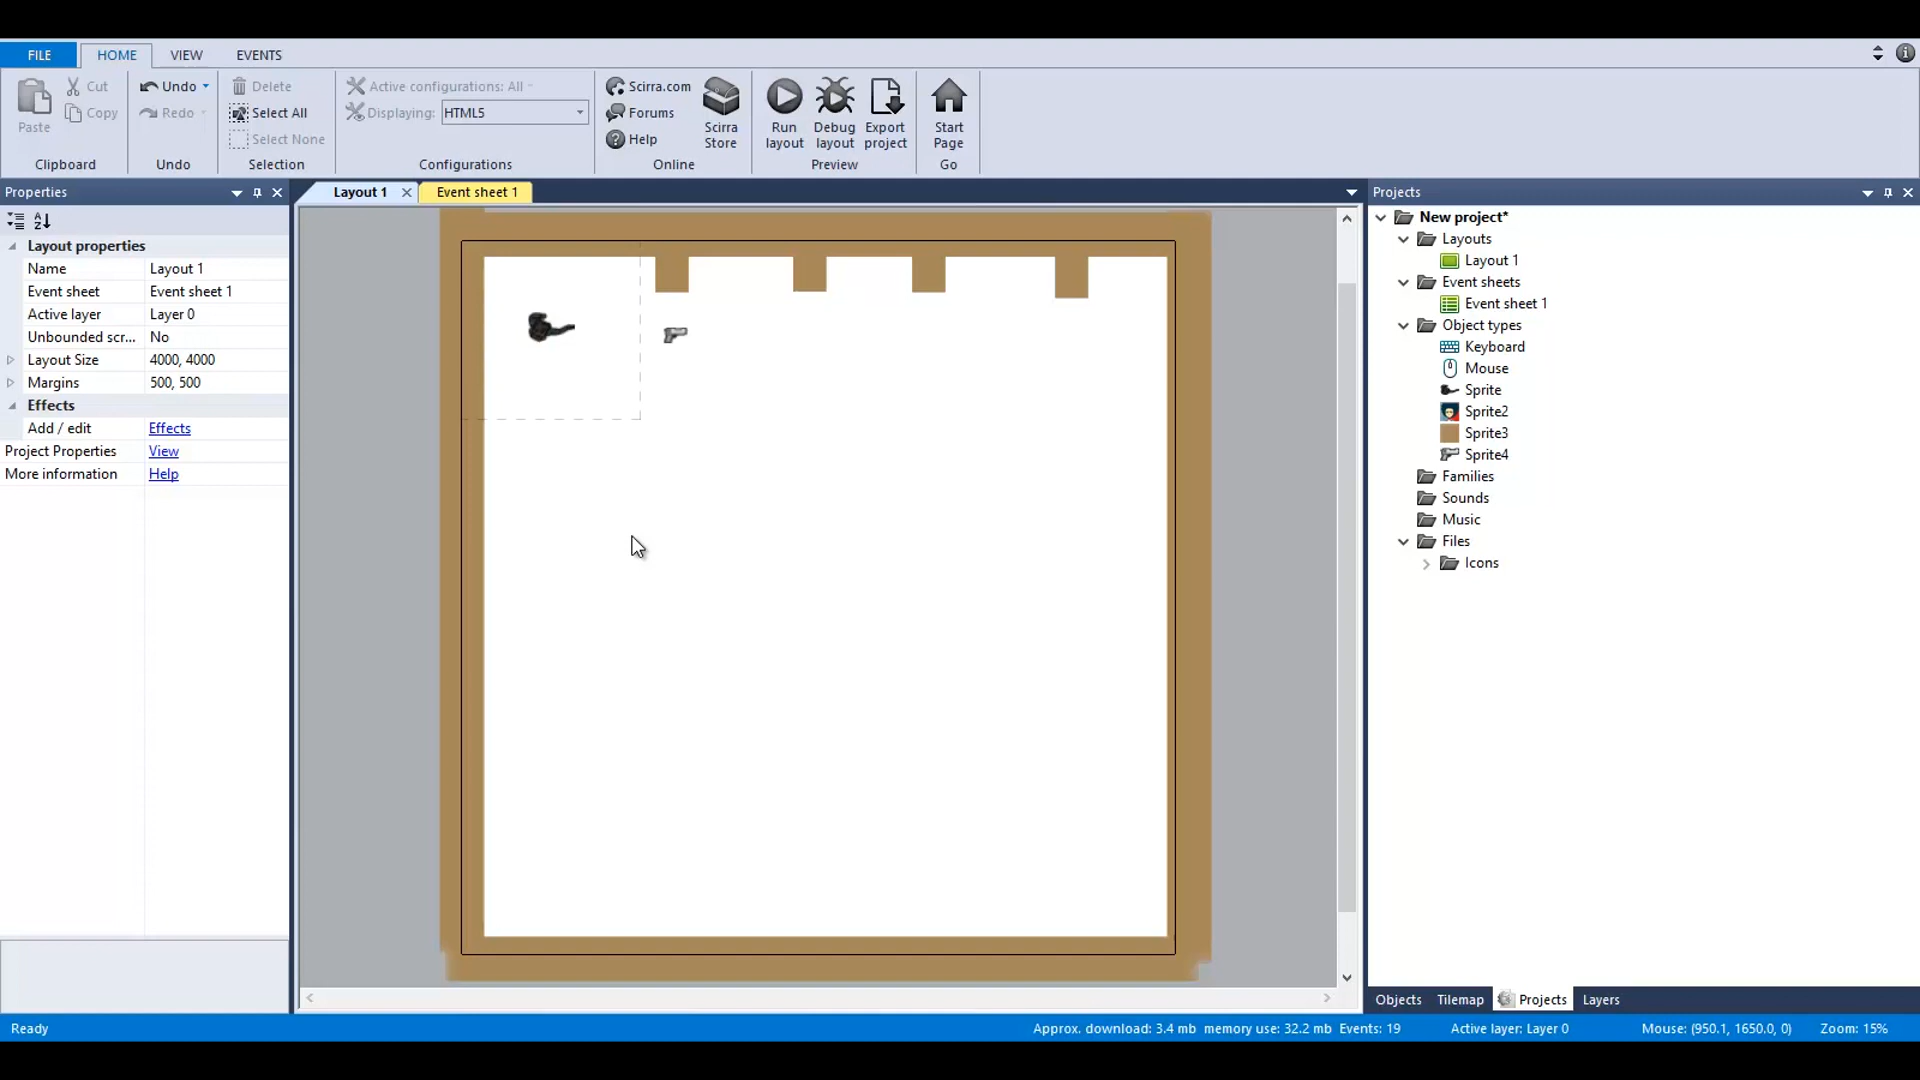 FILE HOME VIEW EVENTS
Paste Cut Copy
Clipboard
Undo
Redo
Undo
Delete
Select All
Select None
Selection
Active configurations: All
Displaying: HTML5
Configurations
Scirra.com
Forums
Help
Scirra Store
Online
Run layout
Debug layout
Export project
Preview
Start Page
Go
Properties
Layout 1
Event sheet 1
Projects
Layout properties
Name Layout 1
Event sheet Event sheet 1
Active layer Layer 0
Unbounded scr... No
Layout Size 4000, 4000
Margins 500, 500
Effects
Add / edit Effects
Project Properties View
More information Help
New project*
Layouts
Layout 1
Event sheets
Event sheet 1
Object types
Keyboard
Mouse
Sprite
Sprite2
Sprite3
Sprite4
Families
Sounds
Music
Files
Icons
Objects Tilemap Projects Layers
Ready Approx. download: 3.4 mb memory use: 32.2 mb Events: 19 Active layer: Layer 0 Mouse: (950.1, 1650.0, 0) Zoom: 15%